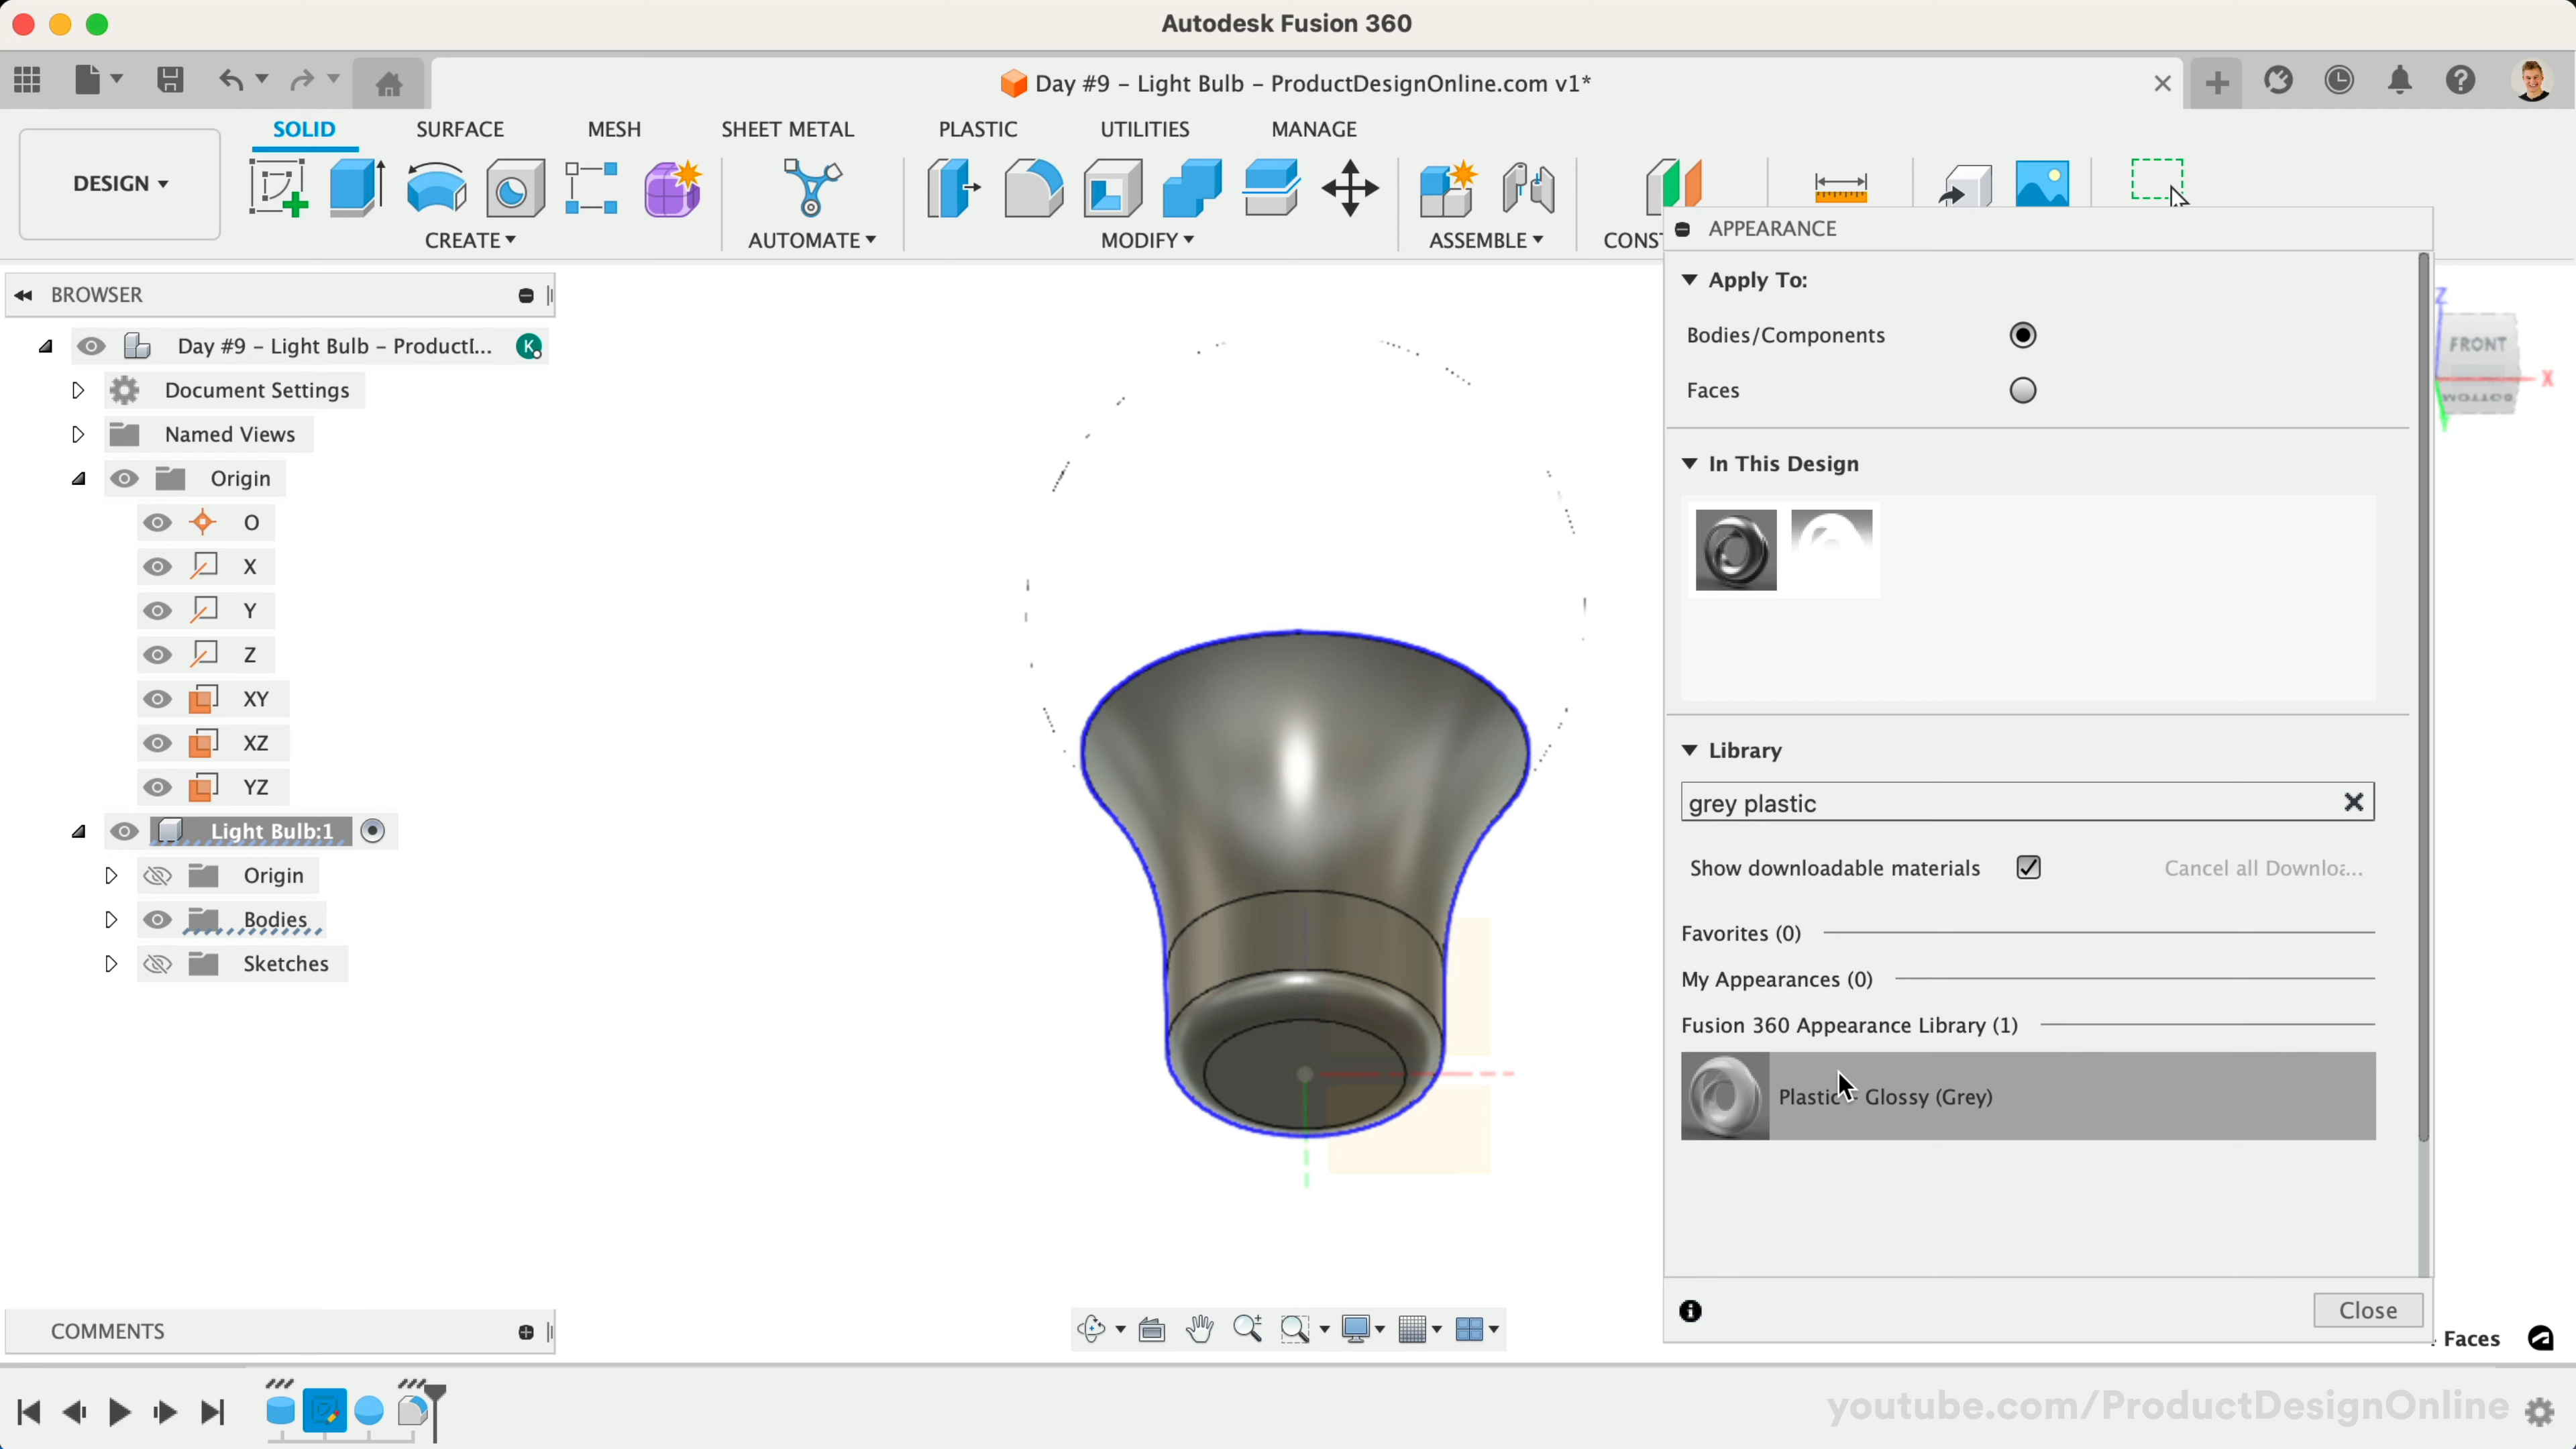 Autodesk Fusion 360
Day #9 – Light Bulb – ProductDesignOnline.com v1*
SOLID SURFACE MESH SHEET METAL PLASTIC UTILITIES MANAGE
DESIGN
CREATE AUTOMATE MODIFY ASSEMBLE CONST
APPEARANCE
Apply To:
Bodies/Components
Faces
In This Design
Library
grey plastic
Show downloadable materials Cancel all Downloa...
Favorites (0)
My Appearances (0)
Fusion 360 Appearance Library (1)
Plastic - Glossy (Grey)
Close
BROWSER
Day #9 – Light Bulb – Product[...
K
Document Settings
Named Views
Origin
O
X
Y
Z
XY
XZ
YZ
Light Bulb:1
Origin
Bodies
Sketches
Z
FRONT
X
BOTTOM
COMMENTS
Faces
youtube.com/ProductDesignOnline